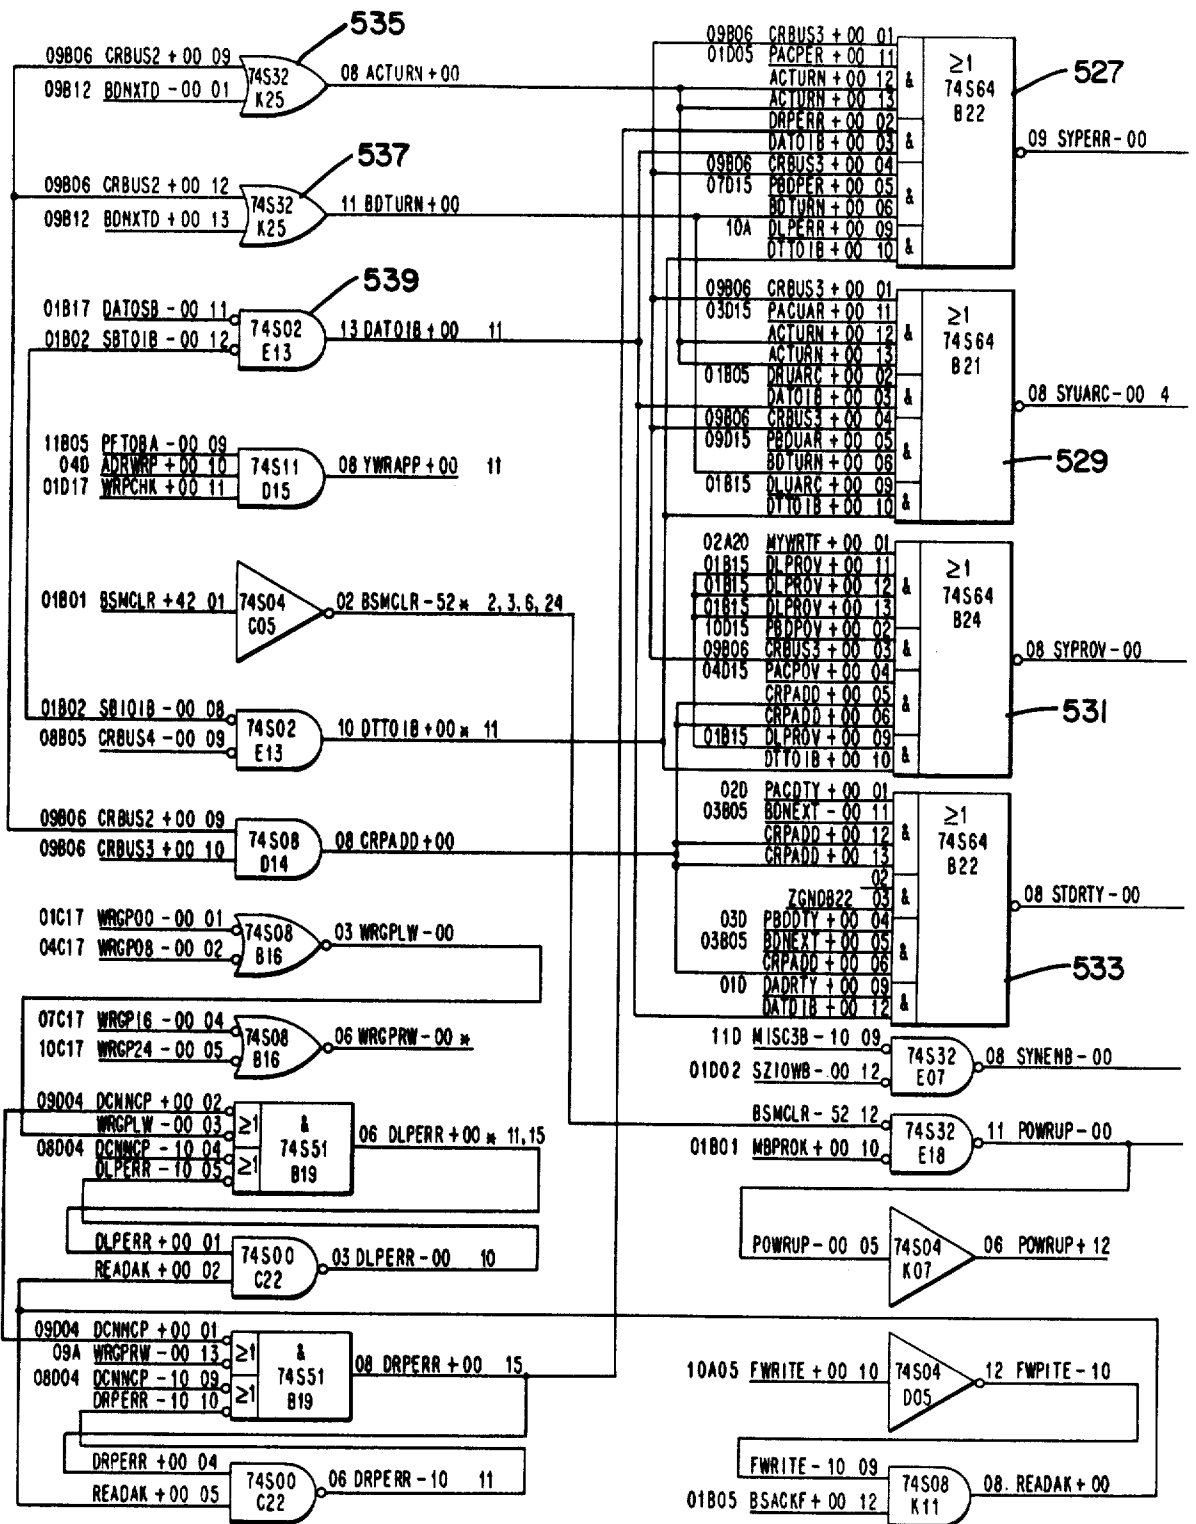 535
09B06 CRBUS2+00 09
09B12 BDNXTD-00 01
74S32
K25
08 ACTURN+00
537
09B06 CRBUS2+00 12
09B12 BDNXTD+00 13
74S32
K25
11 BDTURN+00
539
01B17 DATOSB-00 11
01B02 SBTOIB-00 12
74S02
E13
13 DATOIB+00 11
11B05 PFTOBA-00 09
04D ADRWRP+00 10
01D17 WRPCHK+00 11
74S11
D15
08 YWRAPP+00 11
01B01 BSMCLR+42 01
74S04
C05
02 BSMCLR-52* 2,3,6,24
01B02 SBIOIB-00 08
08B05 CRBUS4-00 09
74S02
E13
10 DTTOIB+00* 11
09B06 CRBUS2+00 09
09B06 CRBUS3+00 10
74S08
D14
08 CRPADD+00
01C17 WRGP00-00 01
04C17 WRGP08-00 02
74S08
B16
03 WRGPLW-00
07C17 WRGP16-00 04
10C17 WRGP24-00 05
74S08
B16
06 WRGPRW-00*
09D04 DCNNCP+00 02
WRGPLW-00 03
08D04 DCNNCP-10 04
DLPERR-10 05
≥1
≥1
&
74S51
B19
06 DLPERR+00* 11,15
DLPERR+00 01
READAK+00 02
74S00
C22
03 DLPERR-00 10
09D04 DCNNCP+00 01
09A WRGPRW-00 13
08D04 DCNNCP-10 09
DRPERR-10 10
≥1
≥1
&
74S51
B19
08 DRPERR+00 15
DRPERR+00 04
READAK+00 05
74S00
C22
06 DRPERR-10 11
09B06 CRBUS3+00 01
01D05 PACPER+00 11
ACTURN+00 12
ACTURN+00 13
DRPERR+00 02
DATOIB+00 03
09B06 CRBUS3+00 04
07D15 PBDPER+00 05
BDTURN+00 06
10A DLPERR+00 09
DTTOIB+00 10
&
&
&
&
≥1
74S64
B22
527
09 SYPERR-00
09B06 CRBUS3+00 01
03D15 PACUAR+00 11
ACTURN+00 12
ACTURN+00 13
01B05 DRUARC+00 02
DATOIB+00 03
09B06 CRBUS3+00 04
09D15 PBDUAR+00 05
BDTURN+00 06
01B15 DLUARC+00 09
DTTOIB+00 10
&
&
&
&
≥1
74S64
B21
529
08 SYUARC-00 4
02A20 MYWRTF+00 01
01B15 DLPROV+00 11
01B15 DLPROV+00 12
01B15 DLPROV+00 13
10D15 PBDPOV+00 02
09B06 CRBUS3+00 03
04D15 PACPOV+00 04
CRPADD+00 05
CRPADD+00 06
01B15 DLPROV+00 09
DTTOIB+00 10
&
&
&
&
≥1
74S64
B24
531
08 SYPROV-00
02D PACDTY+00 01
03B05 BDNEXT-00 11
CRPADD+00 12
CRPADD+00 13
02
ZGNDB22 03
03D PBDDTY+00 04
03B05 BDNEXT+00 05
CRPADD+00 06
01D DADRTY+00 09
DATDIB+00 12
&
&
&
&
≥1
74S64
B22
533
08 STDRTY-00
11D MISC3B-10 09
01D02 SZIOWB-00 12
74S32
E07
08 SYNENB-00
BSMCLR-52 12
01B01 MBPROK+00 10
74S32
E18
11 POWRUP-00
POWRUP-00 05
74S04
K07
06 POWRUP+12
10A05 FWRITE+00 10
74S04
D05
12 FWPITE-10
FWRITE-10 09
01B05 BSACKF+00 12
74S08
K11
08. READAK+00